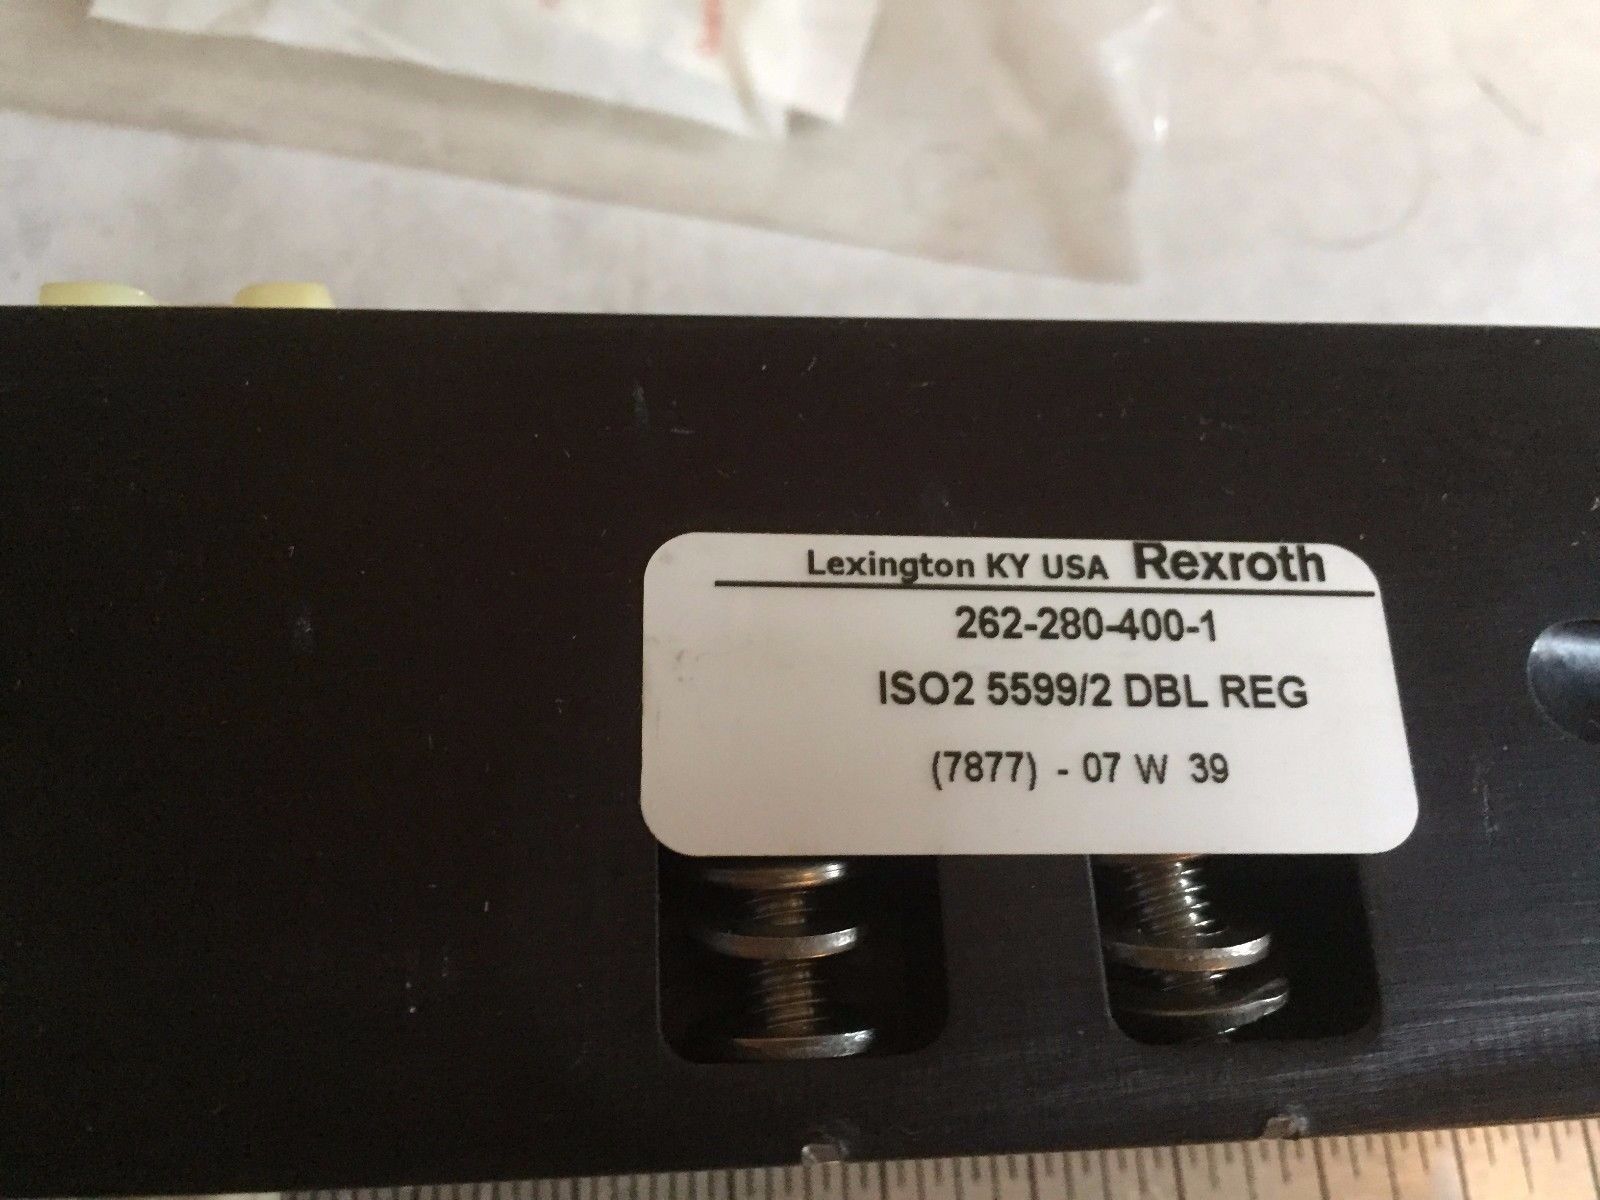 Lexington KY USA Rexroth
262-280-400-1
ISO2 5599/2 DBL REG
(7877) - 07 W 39